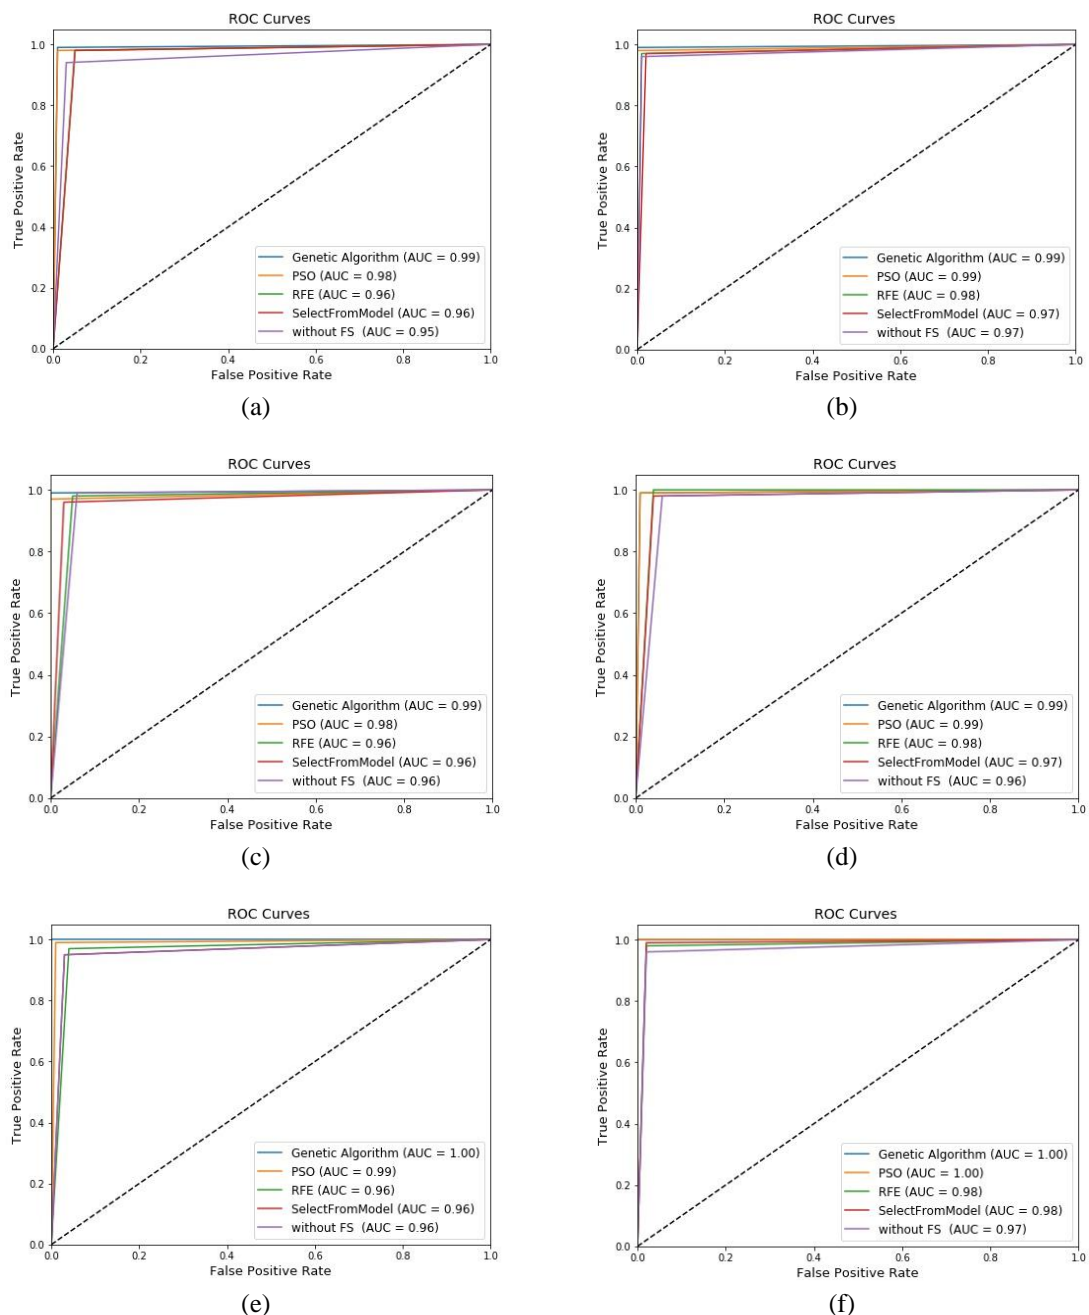 ROC Curves
True Positive Rate
1.0
0.8
0.6
0.4
0.2
0.0
Genetic Algorithm (AUC = 0.99)
PSO (AUC = 0.98)
RFE (AUC = 0.96)
SelectFromModel (AUC = 0.96)
without FS (AUC = 0.95)
0.0 0.2 0.4 0.6 0.8 1.0
False Positive Rate
(a)
ROC Curves
True Positive Rate
1.0
0.8
0.6
0.4
0.2
0.0
Genetic Algorithm (AUC = 0.99)
PSO (AUC = 0.99)
RFE (AUC = 0.98)
SelectFromModel (AUC = 0.97)
without FS (AUC = 0.97)
0.0 0.2 0.4 0.6 0.8 1.0
False Positive Rate
(b)
ROC Curves
True Positive Rate
1.0
0.8
0.6
0.4
0.2
0.0
Genetic Algorithm (AUC = 0.99)
PSO (AUC = 0.98)
RFE (AUC = 0.96)
SelectFromModel (AUC = 0.96)
without FS (AUC = 0.96)
0.0 0.2 0.4 0.6 0.8 1.0
False Positive Rate
(c)
ROC Curves
True Positive Rate
1.0
0.8
0.6
0.4
0.2
0.0
Genetic Algorithm (AUC = 0.99)
PSO (AUC = 0.99)
RFE (AUC = 0.98)
SelectFromModel (AUC = 0.97)
without FS (AUC = 0.96)
0.0 0.2 0.4 0.6 0.8 1.0
False Positive Rate
(d)
ROC Curves
True Positive Rate
1.0
0.8
0.6
0.4
0.2
0.0
Genetic Algorithm (AUC = 1.00)
PSO (AUC = 0.99)
RFE (AUC = 0.96)
SelectFromModel (AUC = 0.96)
without FS (AUC = 0.96)
0.0 0.2 0.4 0.6 0.8 1.0
False Positive Rate
(e)
ROC Curves
True Positive Rate
1.0
0.8
0.6
0.4
0.2
0.0
Genetic Algorithm (AUC = 1.00)
PSO (AUC = 1.00)
RFE (AUC = 0.98)
SelectFromModel (AUC = 0.98)
without FS (AUC = 0.97)
0.0 0.2 0.4 0.6 0.8 1.0
False Positive Rate
(f)